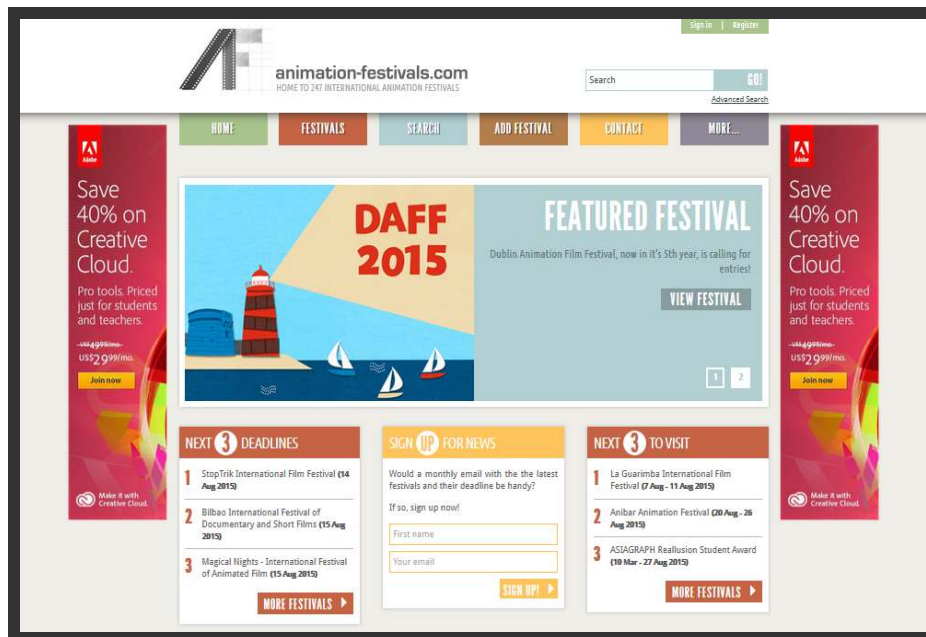 Sign in | Register
animation-festivals.com
HOME TO 247 INTERNATIONAL ANIMATION FESTIVALS
Search GO!
Advanced Search
HOME FESTIVALS SEARCH ADD FESTIVAL CONTACT MORE...
Adobe
Save
40% on
Creative
Cloud.
Pro tools. Priced
just for students
and teachers.
US$4999/mo.
US$2999/mo.
Join now
Make it with
Creative Cloud.
DAFF
2015
FEATURED FESTIVAL
Dublin Animation Film Festival, now in it's 5th year, is calling for
entries!
VIEW FESTIVAL
1 2
Adobe
Save
40% on
Creative
Cloud.
Pro tools. Priced
just for students
and teachers.
US$4999/mo.
US$2999/mo.
Join now
Make it with
Creative Cloud.
NEXT 3 DEADLINES
1 StopTrik International Film Festival (14
Aug 2015)
2 Bilbao International Festival of
Documentary and Short Films (15 Aug
2015)
3 Magical Nights - International Festival
of Animated Film (15 Aug 2015)
MORE FESTIVALS
SIGN UP FOR NEWS
Would a monthly email with the the latest
festivals and their deadline be handy?
If so, sign up now!
First name
Your email
SIGN UP!
NEXT 3 TO VISIT
1 La Guarimba International Film
Festival (7 Aug - 11 Aug 2015)
2 Anibar Animation Festival (20 Aug - 26
Aug 2015)
3 ASIAGRAPH Reallusion Student Award
(10 Mar - 27 Aug 2015)
MORE FESTIVALS